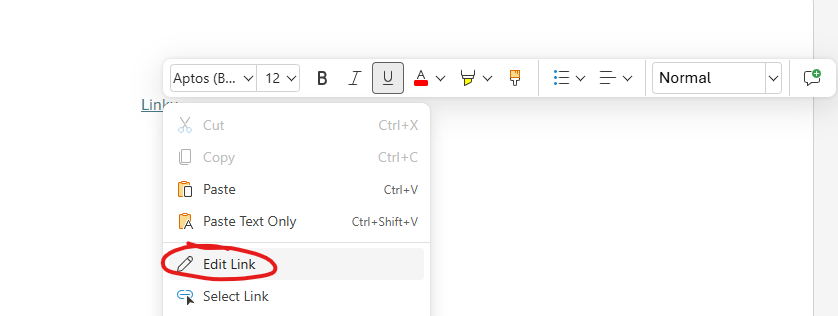 Aptos (B... 12 B I U A Normal
Link
Cut Ctrl+X
Copy Ctrl+C
Paste Ctrl+V
Paste Text Only Ctrl+Shift+V
Edit Link
Select Link